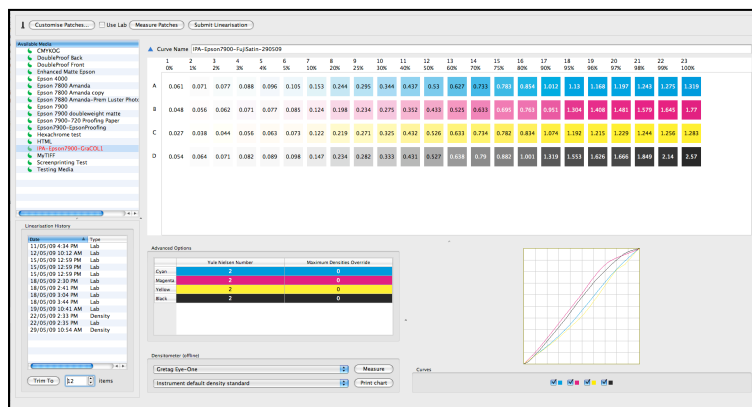 Customise Patches... Use Lab Measure Patches Submit Linearisation
Available Media
CMYKOG
DoubleProof Back
DoubleProof Front
Enhanced Matte Epson
Epson 4000
Epson 7800 Amanda
Epson 7800 Amanda copy
Epson 7880 Amanda-Prem Luster Photo
Epson 7900
Epson 7900 doubleweight matte
Epson 7900-720 Proofing Paper
Epson7900-EpsonProofing
Hexachrome test
HTML
IPA-Epson7900-GraCOL1
MyTIFF
Screenprinting Test
Testing Media
Curve Name IPA-Epson7900-FujiSatin-290509
1 2 3 4 5 6 7 8 9 10 11 12 13 14 15 16 17 18 19 20 21 22 23
0% 1% 2% 3% 4% 5% 6% 10% 20% 25% 30% 40% 50% 60% 70% 75% 80% 90% 95% 96% 97% 98% 100%
A 0.061 0.071 0.077 0.088 0.096 0.105 0.153 0.244 0.295 0.344 0.437 0.53 0.627 0.733 0.783 0.854 1.012 1.13 1.168 1.197 1.243 1.275 1.319
B 0.048 0.056 0.062 0.071 0.077 0.085 0.124 0.198 0.234 0.275 0.352 0.433 0.525 0.633 0.695 0.763 0.951 1.304 1.408 1.481 1.579 1.645 1.77
C 0.027 0.038 0.044 0.056 0.063 0.073 0.122 0.219 0.271 0.325 0.432 0.526 0.633 0.734 0.782 0.834 1.074 1.192 1.215 1.229 1.244 1.256 1.283
D 0.054 0.064 0.071 0.082 0.089 0.098 0.147 0.234 0.282 0.333 0.431 0.527 0.638 0.79 0.882 1.001 1.319 1.553 1.626 1.666 1.849 2.14 2.57
Linearisation History
Date Type
11/05/09 4:34 PM Lab
12/05/09 10:12 AM Lab
15/05/09 12:59 PM Lab
15/05/09 12:59 PM Lab
15/05/09 12:59 PM Lab
18/05/09 2:30 PM Lab
18/05/09 2:41 PM Lab
18/05/09 3:04 PM Lab
18/05/09 3:44 PM Lab
19/05/09 10:41 AM Lab
22/05/09 2:33 PM Density
22/05/09 2:35 PM Lab
29/05/09 10:54 AM Density
Trim To 12 items
Advanced Options
Yule Nielsen Number Maximum Densities Override
Cyan ... 2 0
Magenta 2 0
Yellow... 2 0
Black... 2 0
Densitometer (offline)
Gretag Eye-One Measure
Instrument default density standard Print chart
Curves